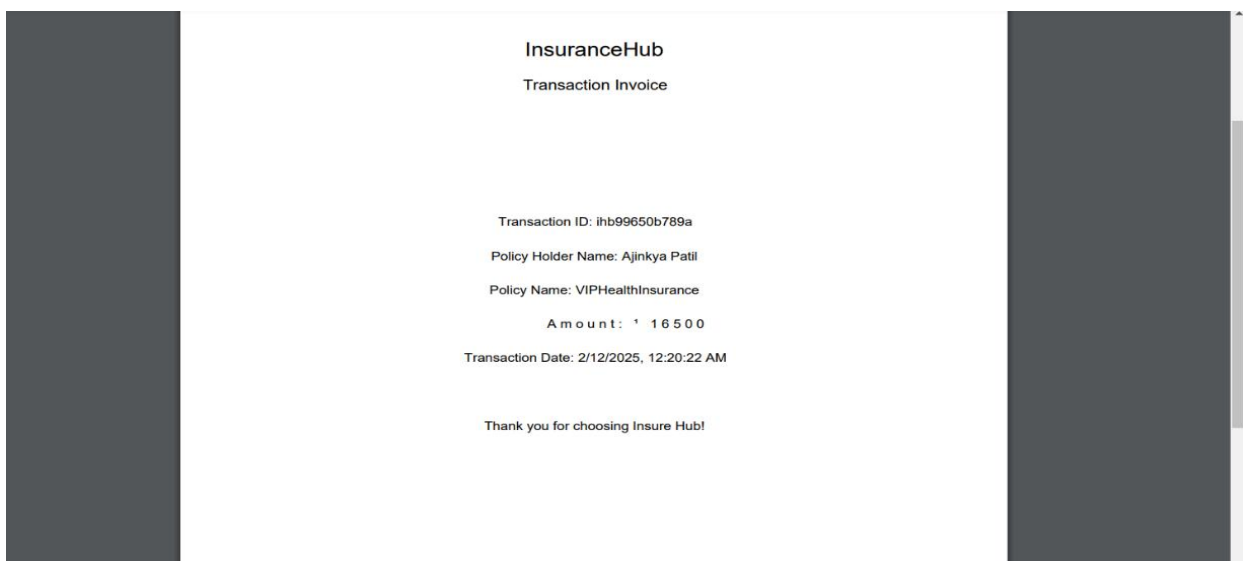 InsuranceHub
Transaction Invoice
Transaction ID: ihb99650b789a
Policy Holder Name: Ajinkya Patil
Policy Name: VIPHealthInsurance
Amount: ¹ 16500
Transaction Date: 2/12/2025, 12:20:22 AM
Thank you for choosing Insure Hub!